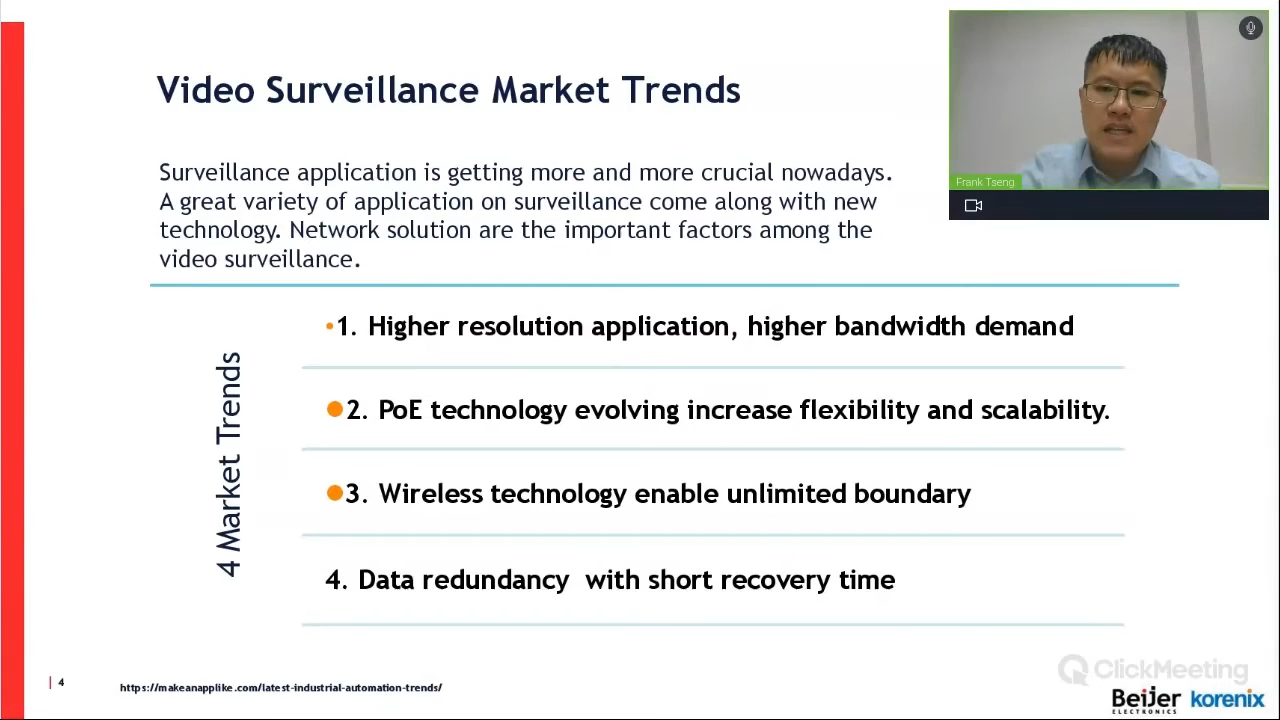 Video Surveillance Market Trends
Surveillance application is getting more and more crucial nowadays.
A great variety of application on surveillance come along with new
technology. Network solution are the important factors among the
video surveillance.
Frank Tseng
4 Market Trends
•1. Higher resolution application, higher bandwidth demand
●2. PoE technology evolving increase flexibility and scalability.
●3. Wireless technology enable unlimited boundary
4. Data redundancy  with short recovery time
| 4
https://makeanapplike.com/latest-industrial-automation-trends/
ClickMeeting
Beijer
ELECTRONICS
korenix